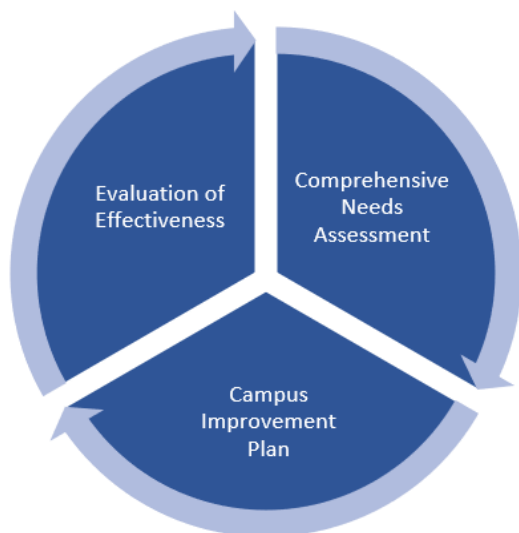 Evaluation of
Effectiveness
Comprehensive
Needs
Assessment
Campus
Improvement
Plan